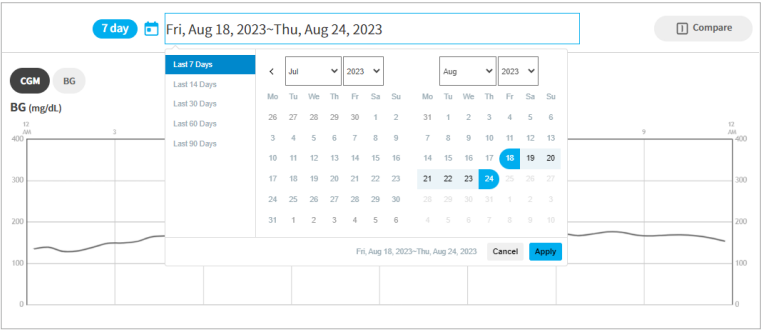 7 day Fri, Aug 18, 2023~Thu, Aug 24, 2023 Compare
CGM BG
BG (mg/dL)
Last 7 Days
Last 14 Days
Last 30 Days
Last 60 Days
Last 90 Days
< Jul 2023
Mo Tu We Th Fr Sa Su
26 27 28 29 30 1 2
3 4 5 6 7 8 9
10 11 12 13 14 15 16
17 18 19 20 21 22 23
24 25 26 27 28 29 30
31 1 2 3 4 5 6
Aug 2023
Mo Tu We Th Fr Sa Su
31 1 2 3 4 5 6
7 8 9 10 11 12 13
14 15 16 17 18 19 20
21 22 23 24 25 26 27
28 29 30 31 1 2 3
4 5 6 7 8 9 10
Fri, Aug 18, 2023~Thu, Aug 24, 2023 Cancel Apply
12 AM 3 9 12 AM
400 400
300 300
200 200
100 100
0 0